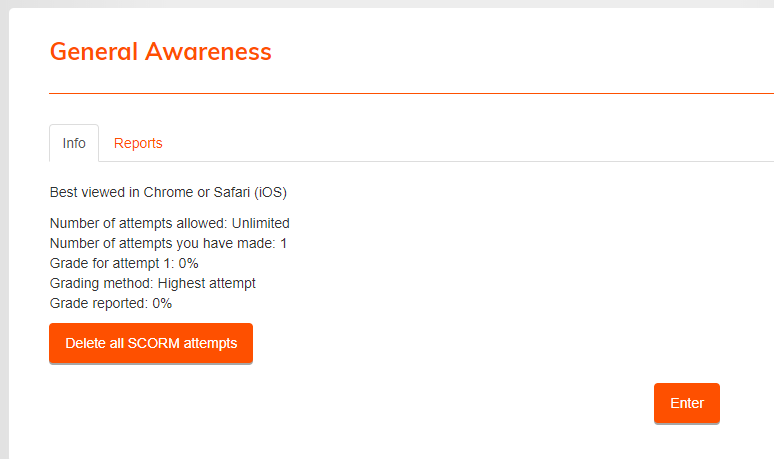 General Awareness
Info
Reports
Best viewed in Chrome or Safari (iOS)
Number of attempts allowed: Unlimited
Number of attempts you have made: 1
Grade for attempt 1: 0%
Grading method: Highest attempt
Grade reported: 0%
Delete all SCORM attempts
Enter